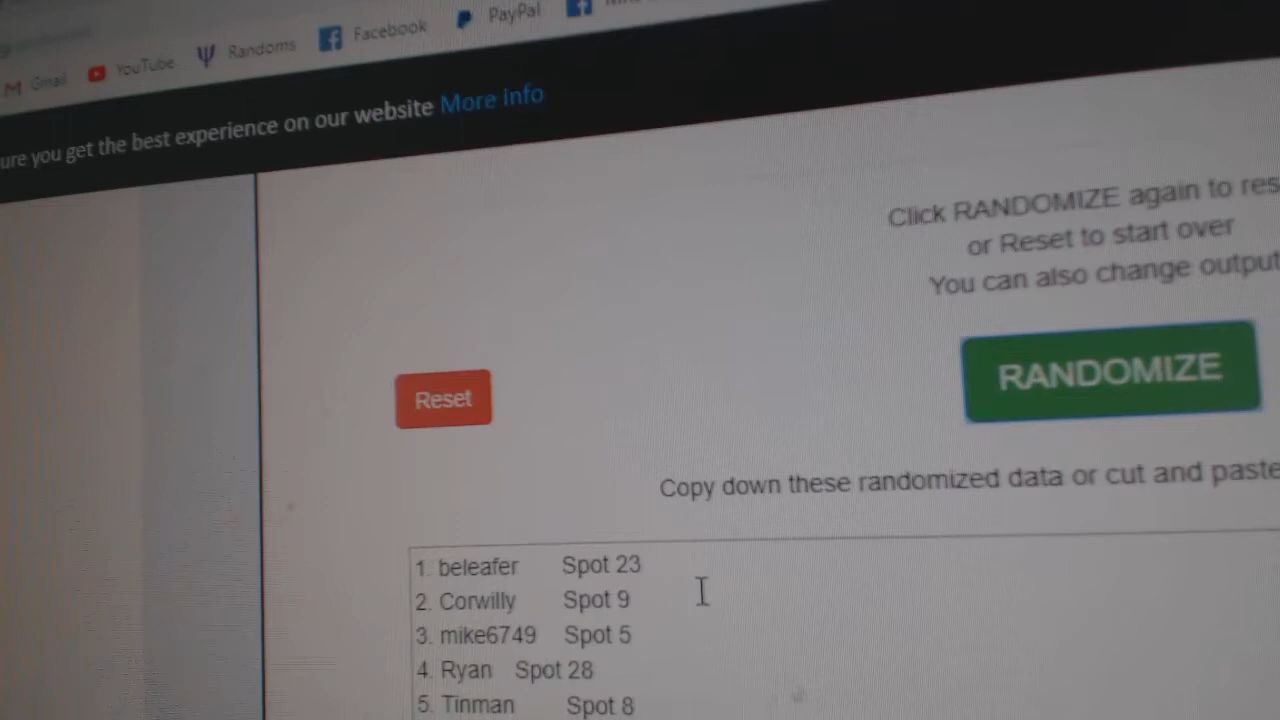 Gmail YouTube Randoms Facebook PayPal
ure you get the best experience on our website More info
Click RANDOMIZE again to res
or Reset to start over
You can also change output
Reset
RANDOMIZE
Copy down these randomized data or cut and paste
1. beleafer Spot 23
2. Corwilly Spot 9
3. mike6749 Spot 5
4. Ryan Spot 28
5. Tinman Spot 8